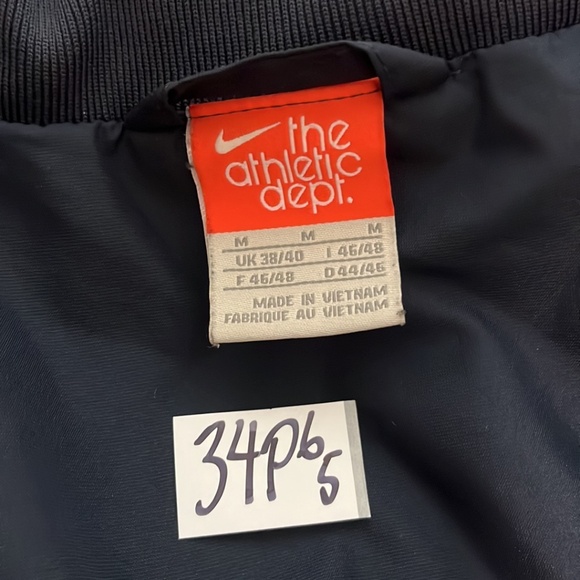 the
athletic
dept.
M M M
UK 38/40 I 46/48
F 46/48 D 44/46
MADE IN VIETNAM
FABRIQUE AU VIETNAM
34P6
5